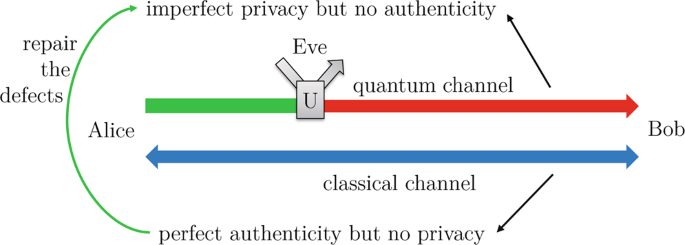 imperfect privacy but no authenticity
repair
the
defects
Eve
quantum channel
U
Alice
Bob
classical channel
perfect authenticity but no privacy